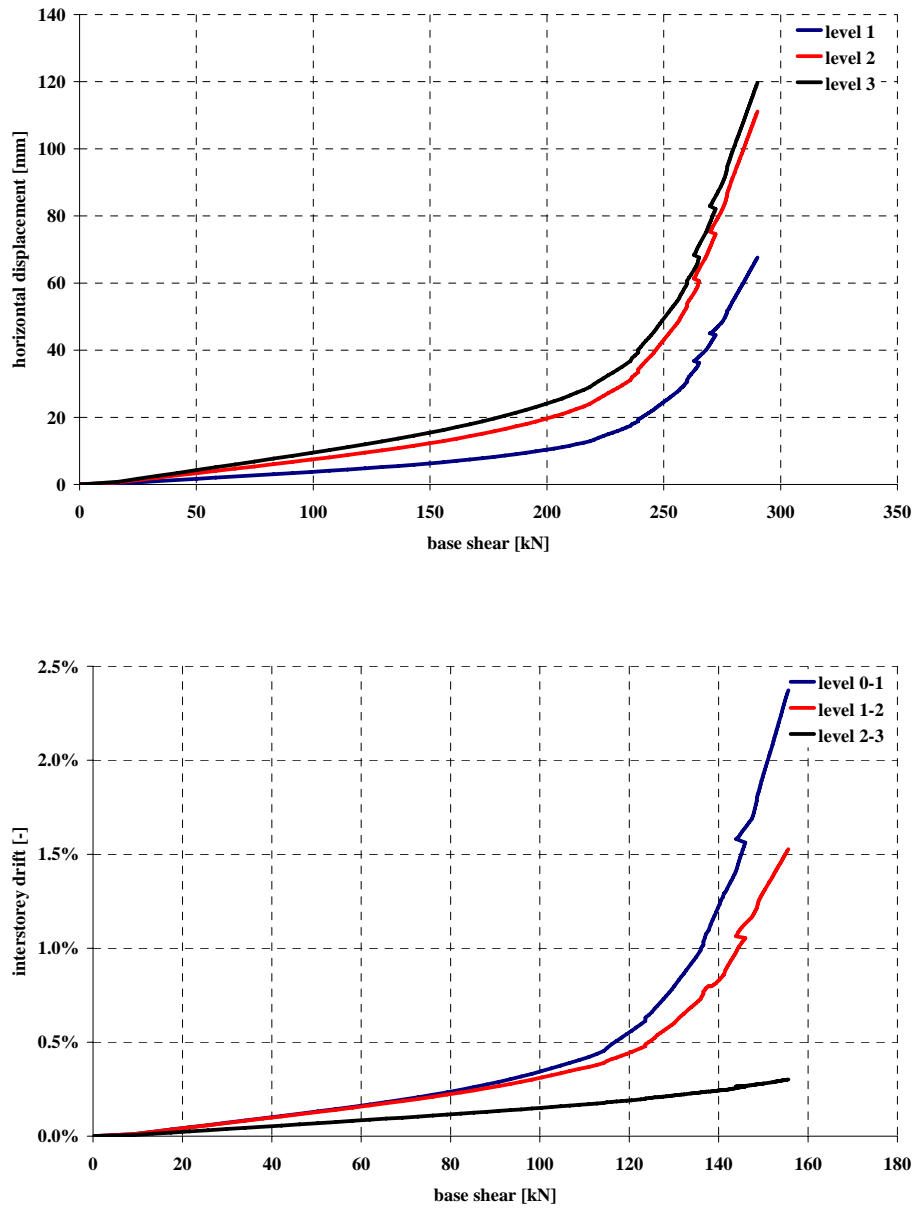 140
120
100
80
60
40
20
0
horizontal displacement [mm]
level 1
level 2
level 3
0 50 100 150 200 250 300 350
base shear [kN]
2.5%
2.0%
1.5%
1.0%
0.5%
0.0%
interstorey drift [-]
level 0-1
level 1-2
level 2-3
0 20 40 60 80 100 120 140 160 180
base shear [kN]